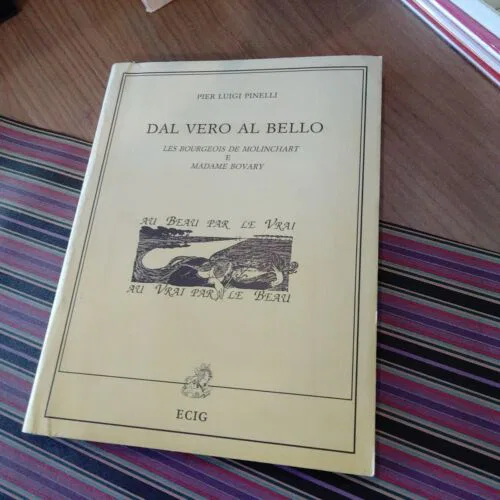 PIER LUIGI PINELLI
DAL VERO AL BELLO
LES BOURGEOIS DE MOLINCHART
E
MADAME BOVARY
AU BEAU PAR LE VRAI
AU VRAI PAR LE BEAU
ECIG